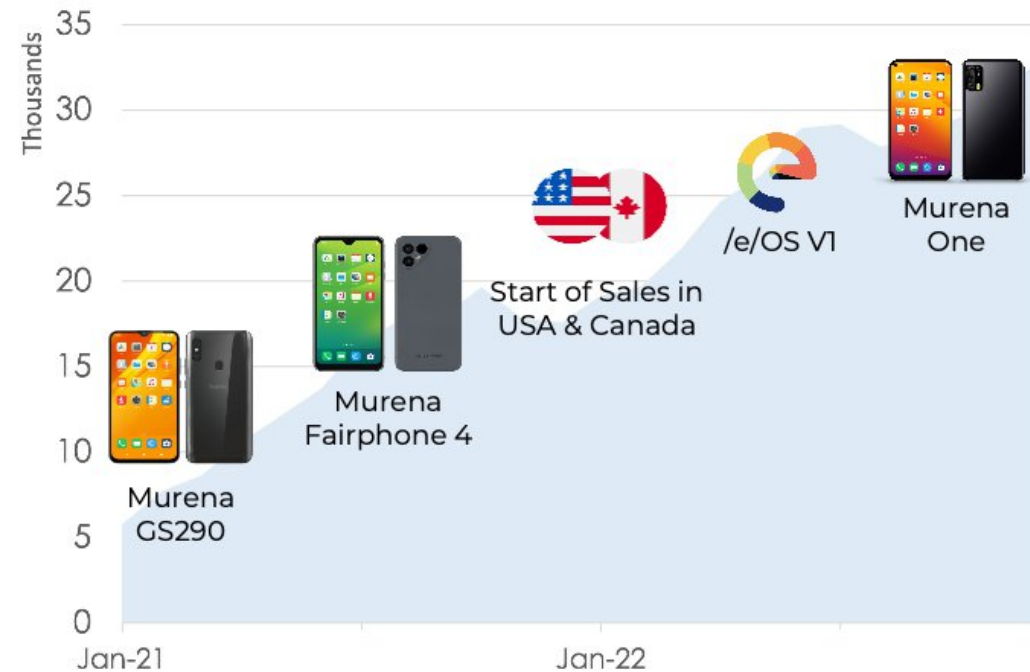 Thousands
35
30
25
20
15
10
5
0
Murena
GS290
Murena
Fairphone 4
Start of Sales in
USA & Canada
/e/OS V1
Murena
One
Jan-21
Jan-22